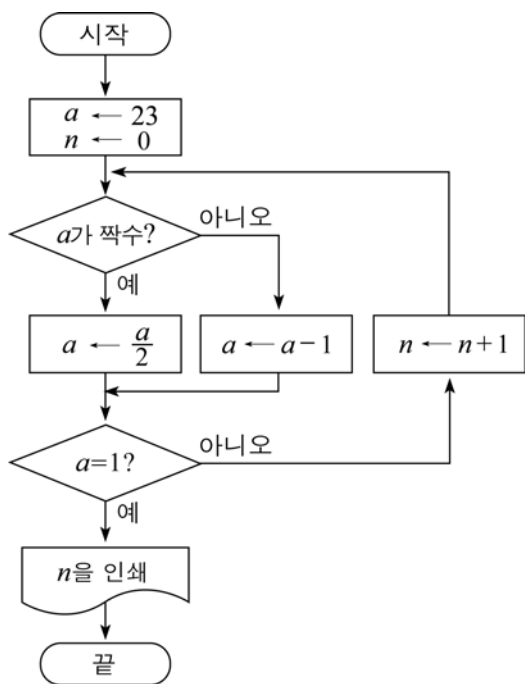 시작
a ← 23
n ← 0
a가 짝수?
아니오
예
a ← a/2
a ← a−1
n ← n+1
a=1?
아니오
예
n을 인쇄
끝